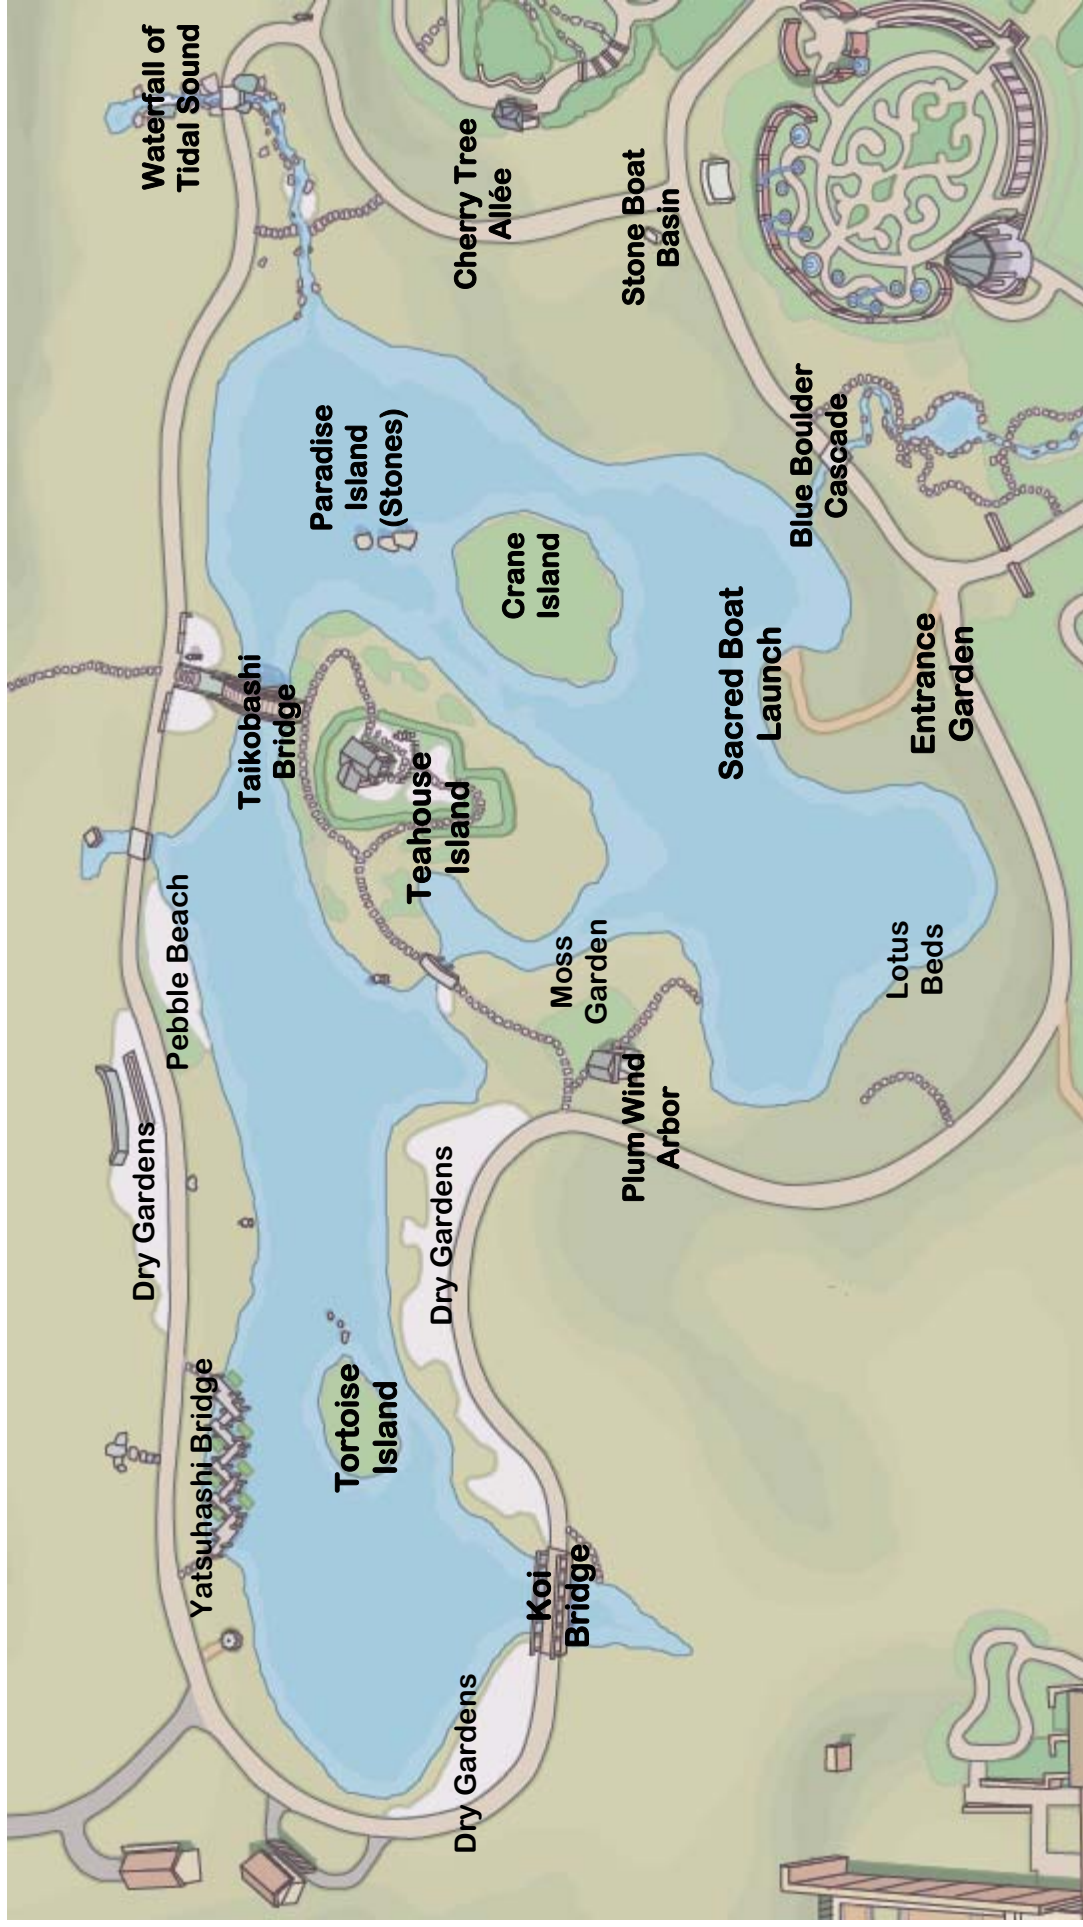 Waterfall of
Tidal Sound
Cherry Tree
Allée
Stone Boat
Basin
Paradise
Island
(Stones)
Crane
Island
Blue Boulder
Cascade
Taikobashi
Bridge
Sacred Boat
Launch
Entrance
Garden
Teahouse
Island
Pebble Beach
Moss
Garden
Lotus
Beds
Plum Wind
Arbor
Dry Gardens
Dry Gardens
Yatsuhashi Bridge
Tortoise
Island
Koi
Bridge
Dry Gardens